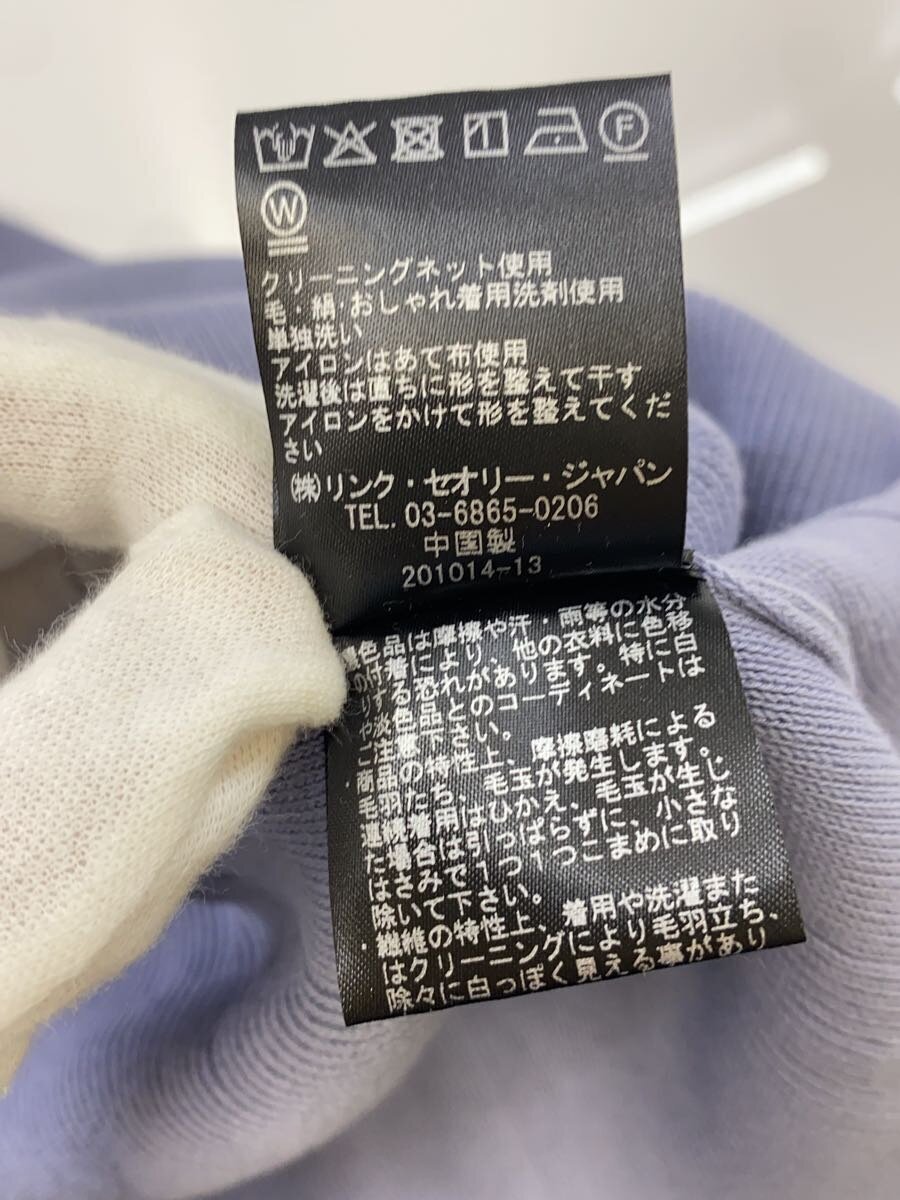 F
W
クリーニングネット使用
毛・絹・おしゃれ着用洗剤使用
単独洗い
アイロンはあて布使用
洗濯後は直ちに形を整えて干す
アイロンをかけて形を整えてくだ
さい
㈱リンク・セオリー・ジャパン
TEL. 03-6865-0206
中国製
201014-13
色品は摩擦や汗・雨等の水分
の付着により、他の衣料に色移
りする恐れがあります。特に白
や淡色品とのコーディネートは
ご注意下さい。
・商品の特性上、摩擦磨耗による
毛羽たち、毛玉が発生します。
連続着用はひかえ、毛玉が生じ
た場合は引っぱらずに、小さな
はさみで1つ1つこまめに取り
除いて下さい。
・繊維の特性上、着用や洗濯また
はクリーニングにより毛羽立ち、
除々に白っぽく見える事があり